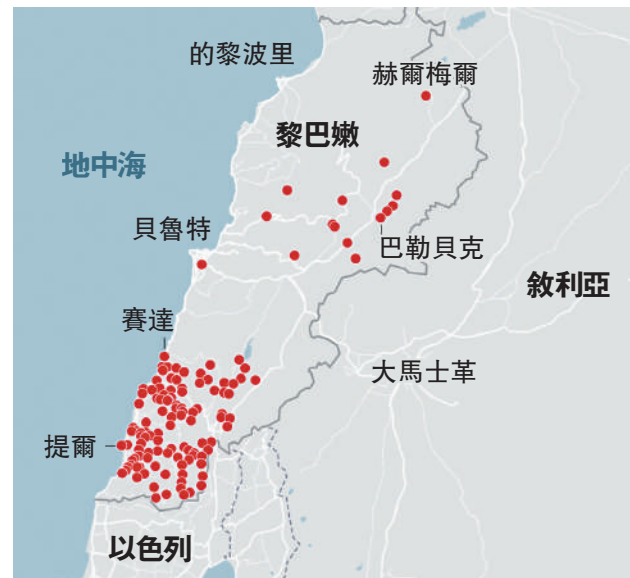 的黎波里
赫爾梅爾
黎巴嫩
地中海
貝魯特
巴勒貝克
敘利亞
賽達
大馬士革
提爾
以色列